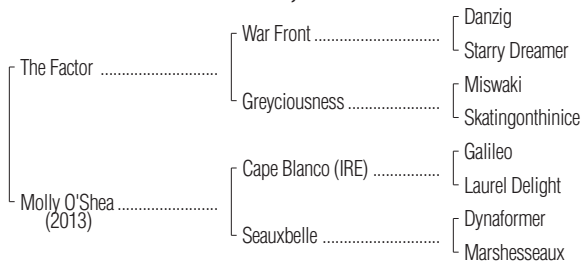 Danzig
War Front
Starry Dreamer
The Factor
Miswaki
Greyciousness
Skatingonthinice
Galileo
Cape Blanco (IRE)
Laurel Delight
Molly O'Shea
(2013)
Dynaformer
Seauxbelle
Marshesseaux